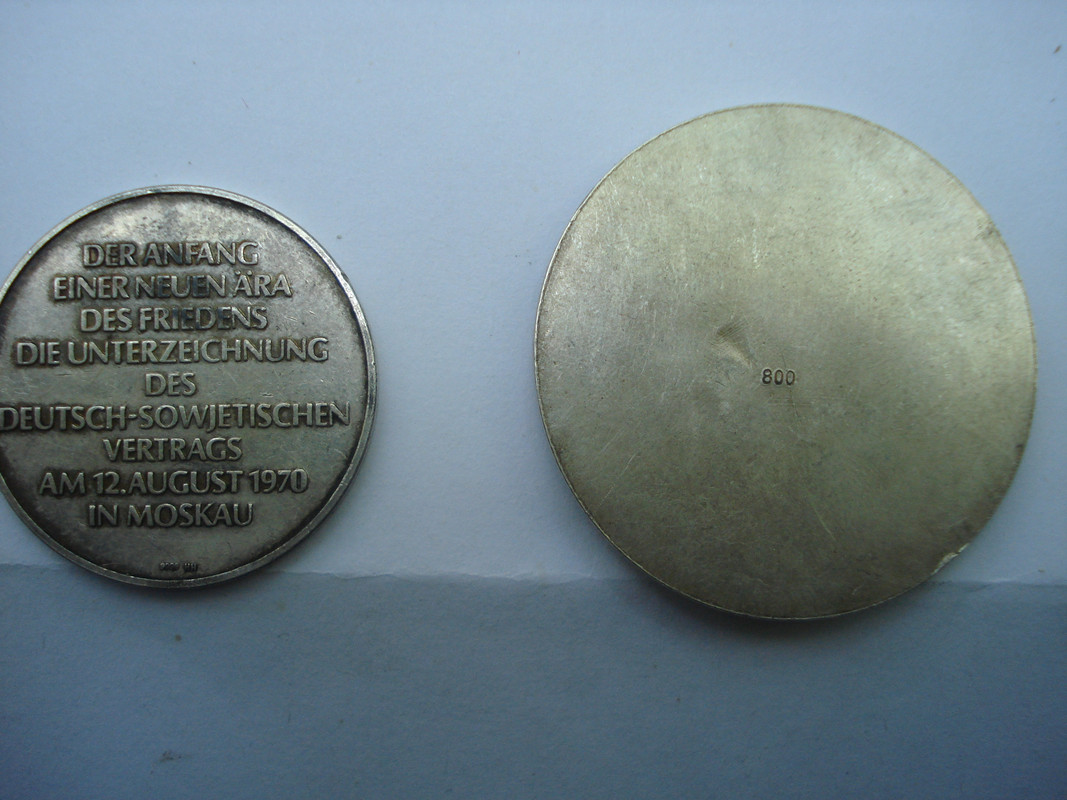 DER ANFANG
EINER NEUEN ÄRA
DES FRIEDENS
DIE UNTERZEICHNUNG
DES
DEUTSCH-SOWJETISCHEN
VERTRAGS
AM 12. AUGUST 1970
IN MOSKAU
800